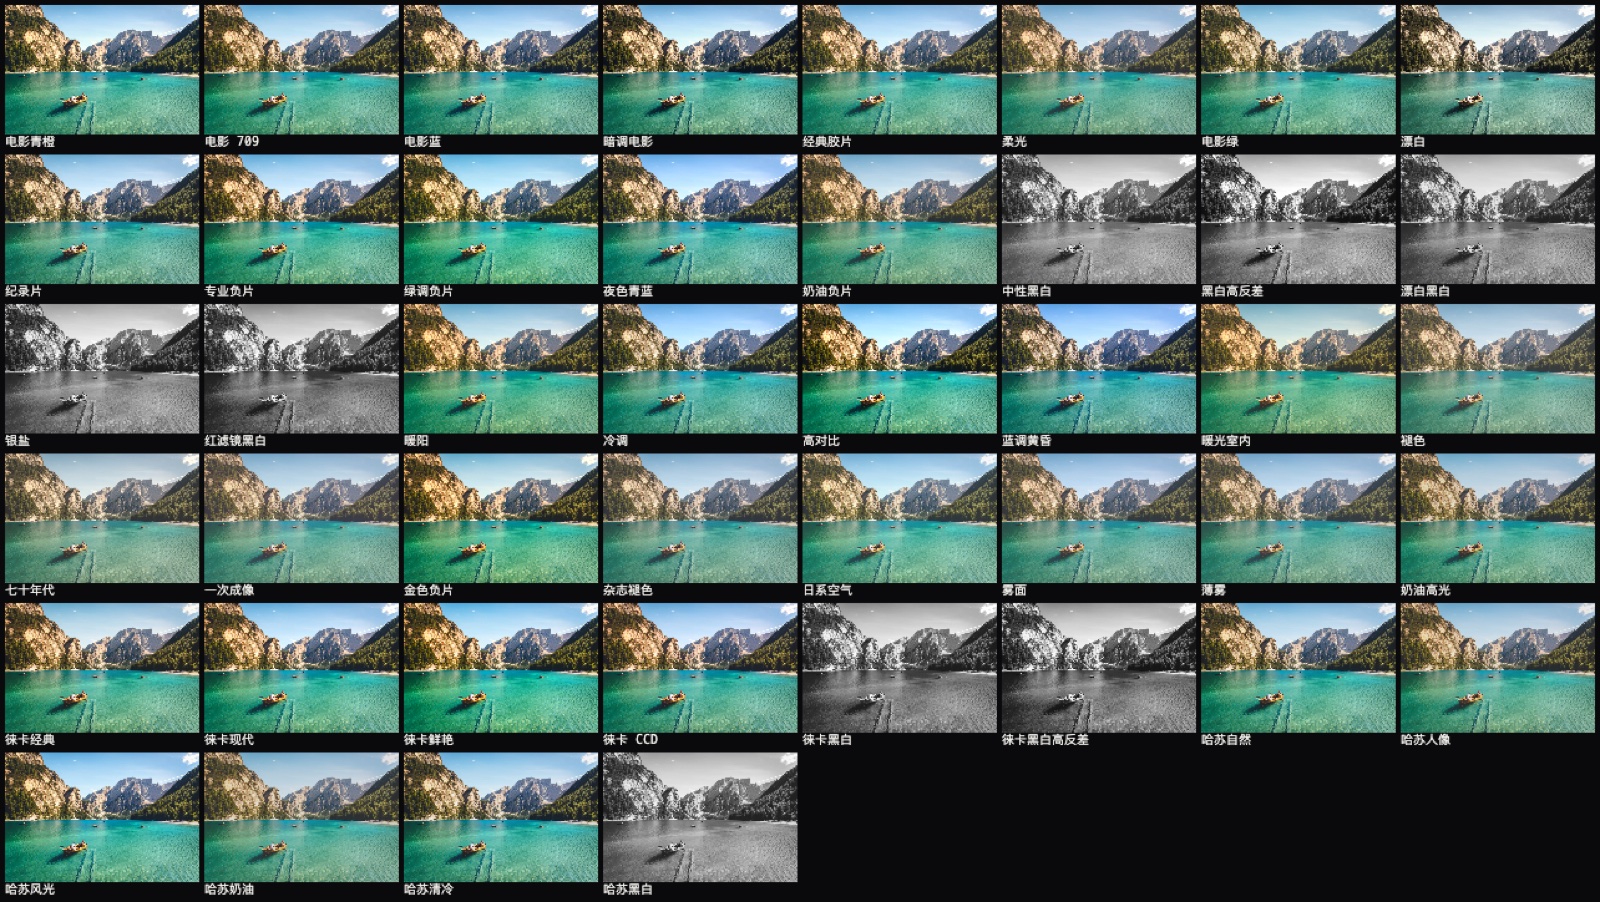 电影青橙
电影 709
电影蓝
暗调电影
经典胶片
柔光
电影绿
漂白
纪录片
专业负片
绿调负片
夜色青蓝
奶油负片
中性黑白
黑白高反差
漂白黑白
银盐
红滤镜黑白
暖阳
冷调
高对比
蓝调黄昏
暖光室内
褪色
七十年代
一次成像
金色负片
杂志褪色
日系空气
雾面
薄雾
奶油高光
徕卡经典
徕卡现代
徕卡鲜艳
徕卡 CCD
徕卡黑白
徕卡黑白高反差
哈苏自然
哈苏人像
哈苏风光
哈苏奶油
哈苏清冷
哈苏黑白